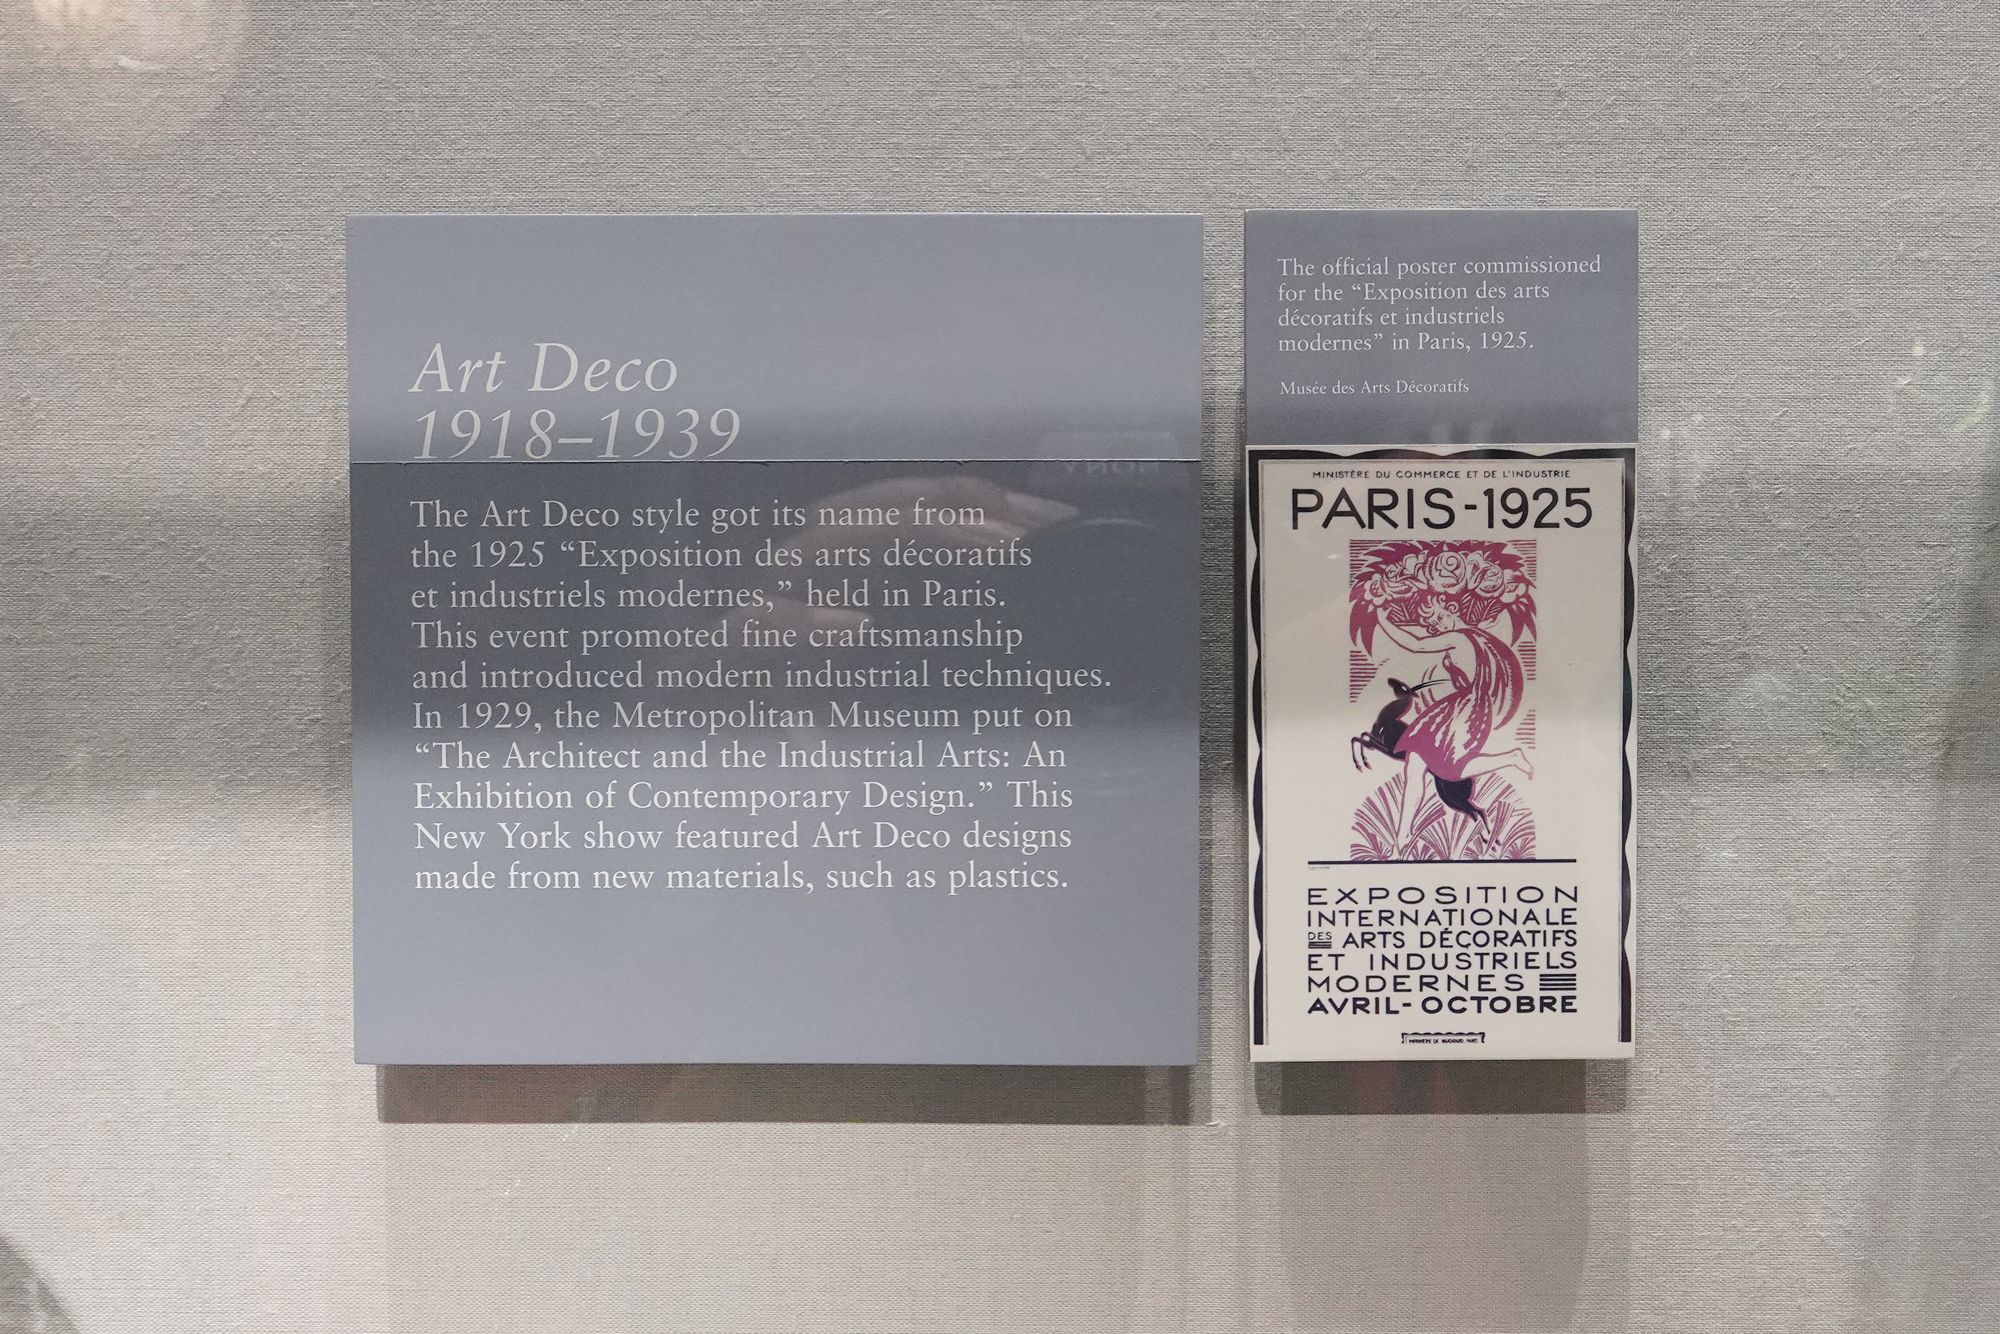 Art Deco
1918–1939
The Art Deco style got its name from
the 1925 “Exposition des arts décoratifs
et industriels modernes,” held in Paris.
This event promoted fine craftsmanship
and introduced modern industrial techniques.
In 1929, the Metropolitan Museum put on
“The Architect and the Industrial Arts: An
Exhibition of Contemporary Design.” This
New York show featured Art Deco designs
made from new materials, such as plastics.
The official poster commissioned
for the “Exposition des arts
décoratifs et industriels
modernes” in Paris, 1925.
Musée des Arts Décoratifs
MINISTÈRE DU COMMERCE ET DE L'INDUSTRIE
PARIS-1925
EXPOSITION
INTERNATIONALE
DES ARTS DÉCORATIFS
ET INDUSTRIELS
MODERNES
AVRIL-OCTOBRE